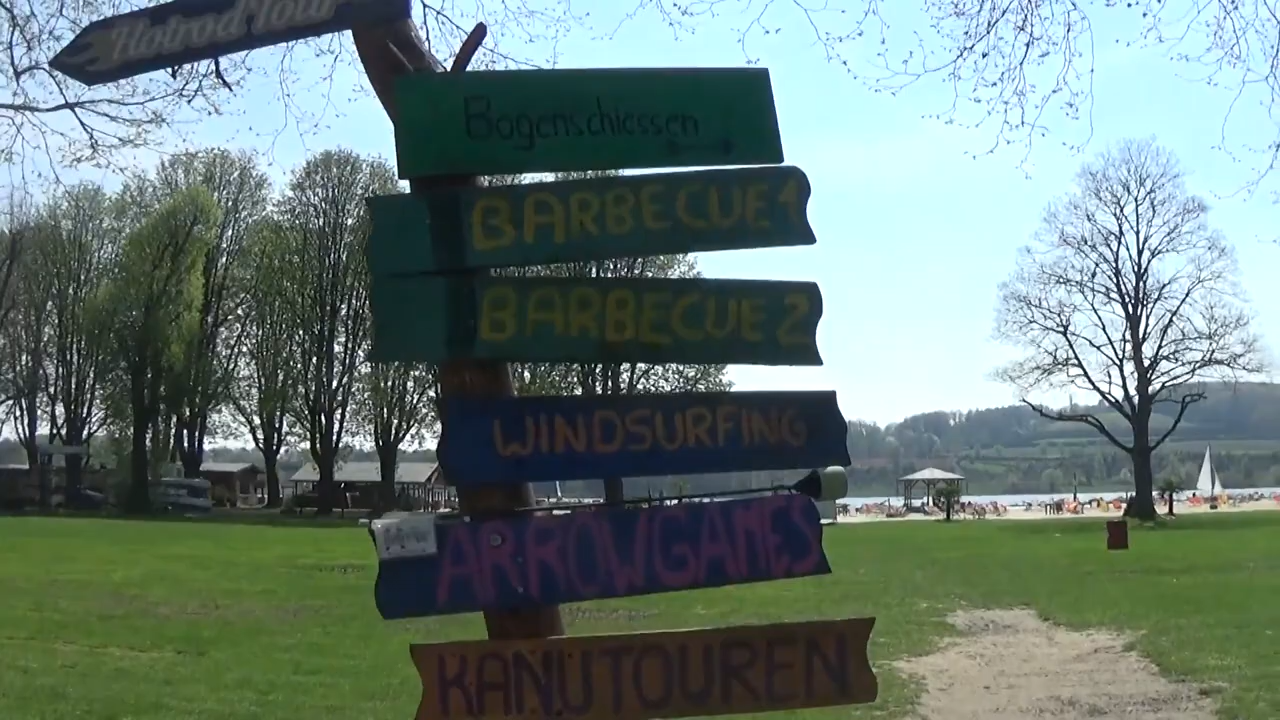 Hotrod Tour
Bogenschiessen
BARBECUE 1
BARBECUE 2
WINDSURFING
ARROWGAMES
KANUTOUREN